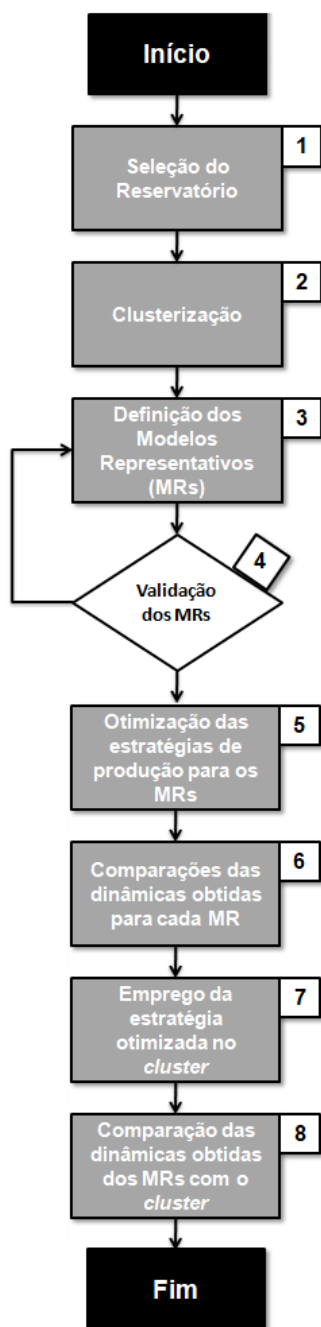 Início
1
Seleção do
Reservatório
2
Clusterização
3
Definição dos
Modelos
Representativos
(MRs)
4
Validação
dos MRs
5
Otimização das
estratégias de
produção para os
MRs
6
Comparações das
dinâmicas obtidas
para cada MR
7
Emprego da
estratégia
otimizada no
cluster
8
Comparação das
dinâmicas obtidas
dos MRs com o
cluster
Fim